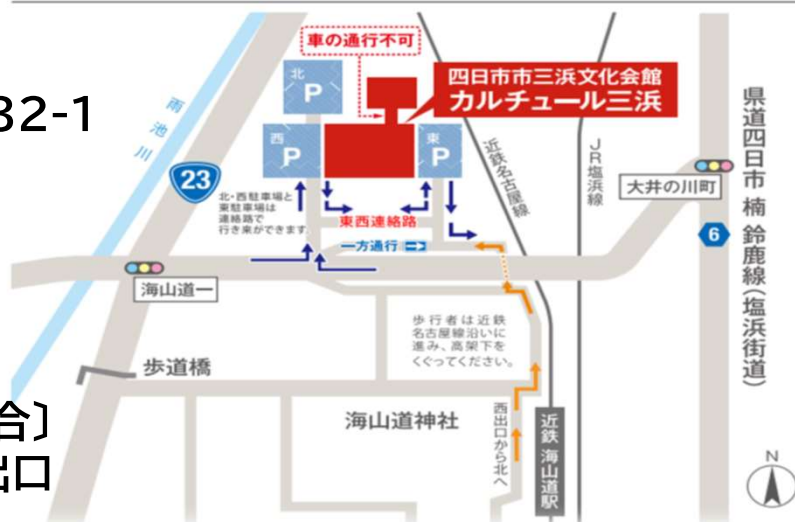 車の通行不可
北
P
四日市市三浜文化会館
カルチュール三浜
32-1
雨池川
西
P
東
P
近鉄名古屋線
JR塩浜線
大井の川町
県道四日市 楠 鈴鹿線(塩浜街道)
23
北・西駐車場と
東駐車場は
連絡路で
行き来ができます。
東西連絡路
一方通行
6
海山道一
歩行者は近鉄
名古屋線沿いに
進み、高架下を
くぐってください。
歩道橋
合〕
出口
海山道神社
西出口から北へ
近鉄 海山道駅
N